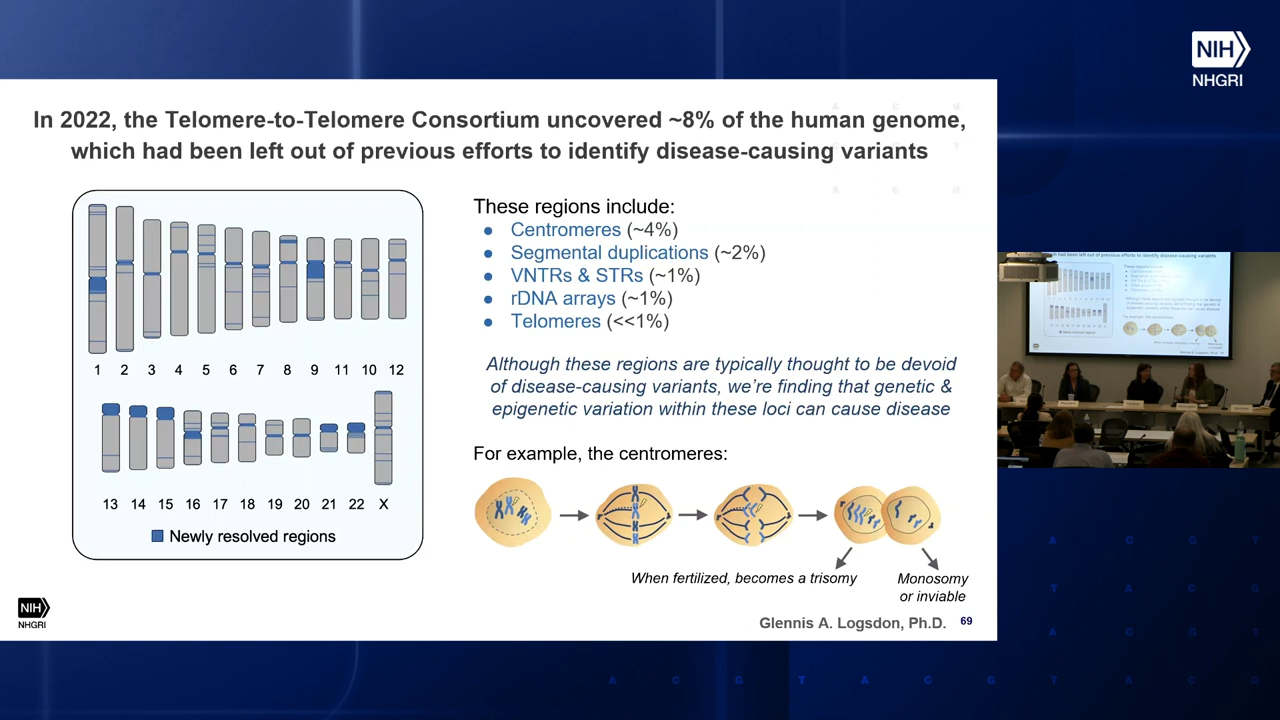 NIH
NHGRI
In 2022, the Telomere-to-Telomere Consortium uncovered ~8% of the human genome,
which had been left out of previous efforts to identify disease-causing variants
1 2 3 4 5 6 7 8 9 11 10 12
13 14 15 16 17 18 19 20 21 22 X
Newly resolved regions
These regions include:
● Centromeres (~4%)
● Segmental duplications (~2%)
● VNTRs & STRs (~1%)
● rDNA arrays (~1%)
● Telomeres (<<1%)
Although these regions are typically thought to be devoid
of disease-causing variants, we’re finding that genetic &
epigenetic variation within these loci can cause disease
For example, the centromeres:
When fertilized, becomes a trisomy
Monosomy
or inviable
NIH
NHGRI
Glennis A. Logsdon, Ph.D. 69
A C G T
T A C G
A C G T
A C G T A C G T A C